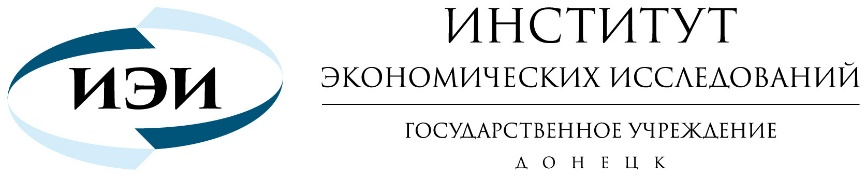 ИЭИ
ИНСТИТУТ
ЭКОНОМИЧЕСКИХ ИССЛЕДОВАНИЙ
ГОСУДАРСТВЕННОЕ УЧРЕЖДЕНИЕ
ДОНЕЦК